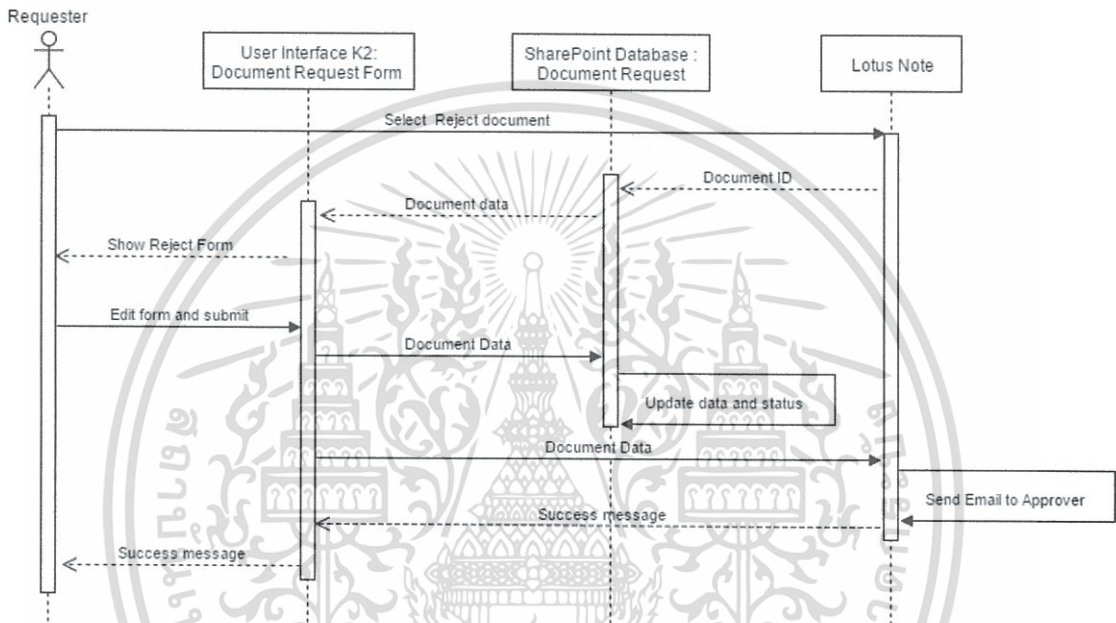 Requester
User Interface K2:
Document Request Form
SharePoint Database :
Document Request
Lotus Note
Select Reject document
Document ID
Document data
Show Reject Form
Edit form and submit
Document Data
Update data and status
Document Data
Send Email to Approver
Success message
Success message